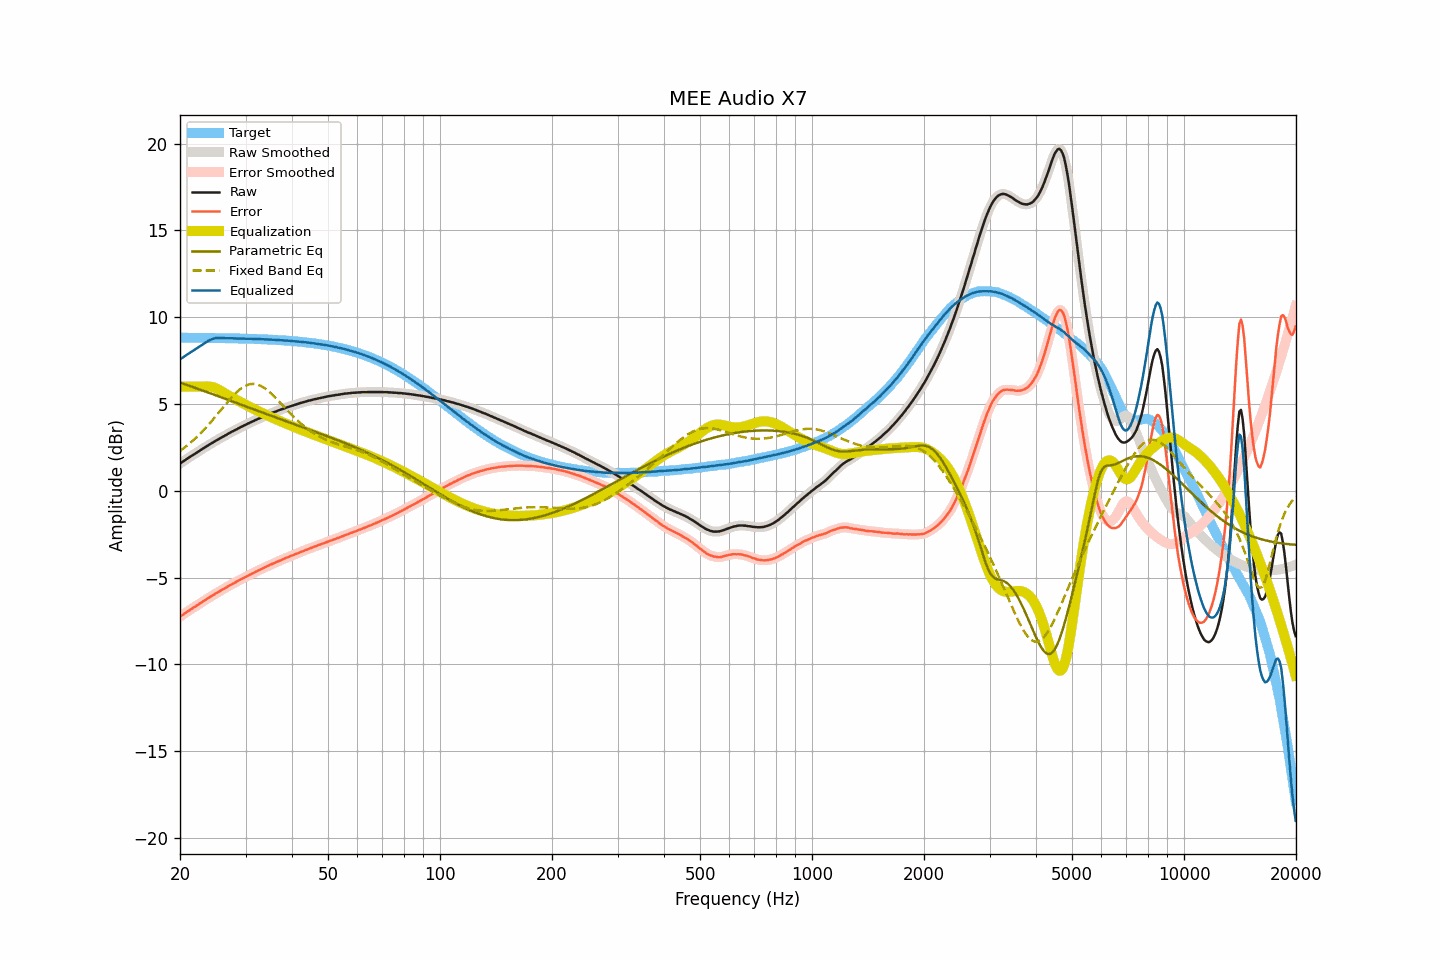 MEE Audio X7
Target
Raw Smoothed
Error Smoothed
Raw
Error
Equalization
Parametric Eq
Fixed Band Eq
Equalized
20
15
10
5
0
−5
−10
−15
−20
Amplitude (dBr)
20 50 100 200 500 1000 2000 5000 10000 20000
Frequency (Hz)